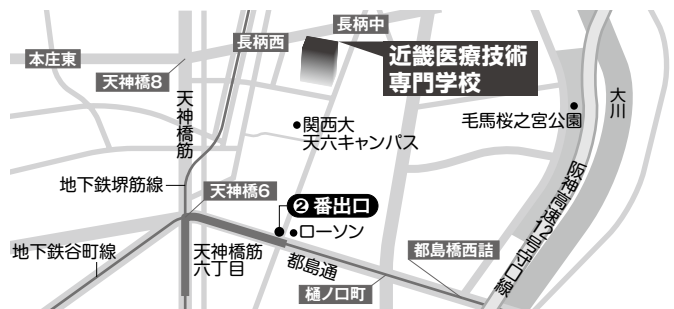 長柄中
長柄西
本庄東
天神橋8
近畿医療技術
専門学校
大川
天神橋筋
●関西大
天六キャンパス
毛馬桜之宮公園
地下鉄堺筋線
天神橋6
❷番出口
●ローソン
阪神高速12号守口線
地下鉄谷町線
天神橋筋
六丁目
都島通
都島橋西詰
樋ノ口町